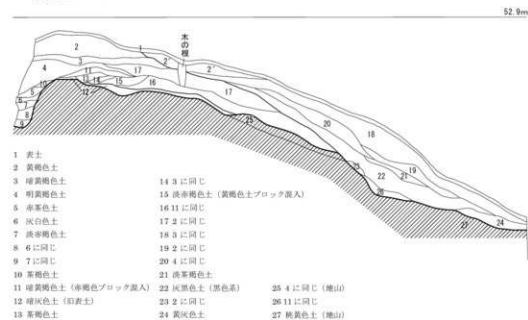 52.9m
木の根
1 表土
2 黄褐色土
3 暗黄褐色土
4 明黄褐色土
5 赤茶色土
6 灰白色土
7 淡赤褐色土
8 6に同じ
9 7に同じ
10 茶褐色土
11 暗黄褐色土（赤褐色ブロック混入）
12 暗灰色土（旧表土）
13 茶褐色土
14 3に同じ
15 淡赤褐色土（黄褐色土ブロック混入）
16 11に同じ
17 2に同じ
18 3に同じ
19 2に同じ
20 4に同じ
21 淡茶褐色土
22 灰黒色土（黒色系）
23 2に同じ
24 黄灰色土
25 4に同じ（地山）
26 11に同じ
27 桃黄色土（地山）